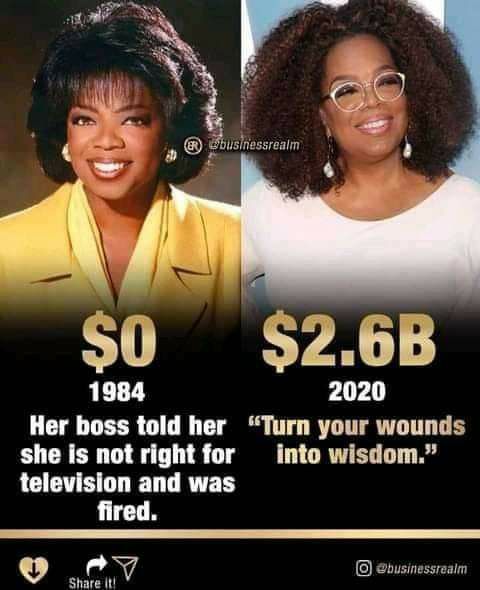 ER @businessrealm
$0
1984
Her boss told her
she is not right for
television and was
fired.
$2.6B
2020
“Turn your wounds
into wisdom.”
Share it!
@businessrealm